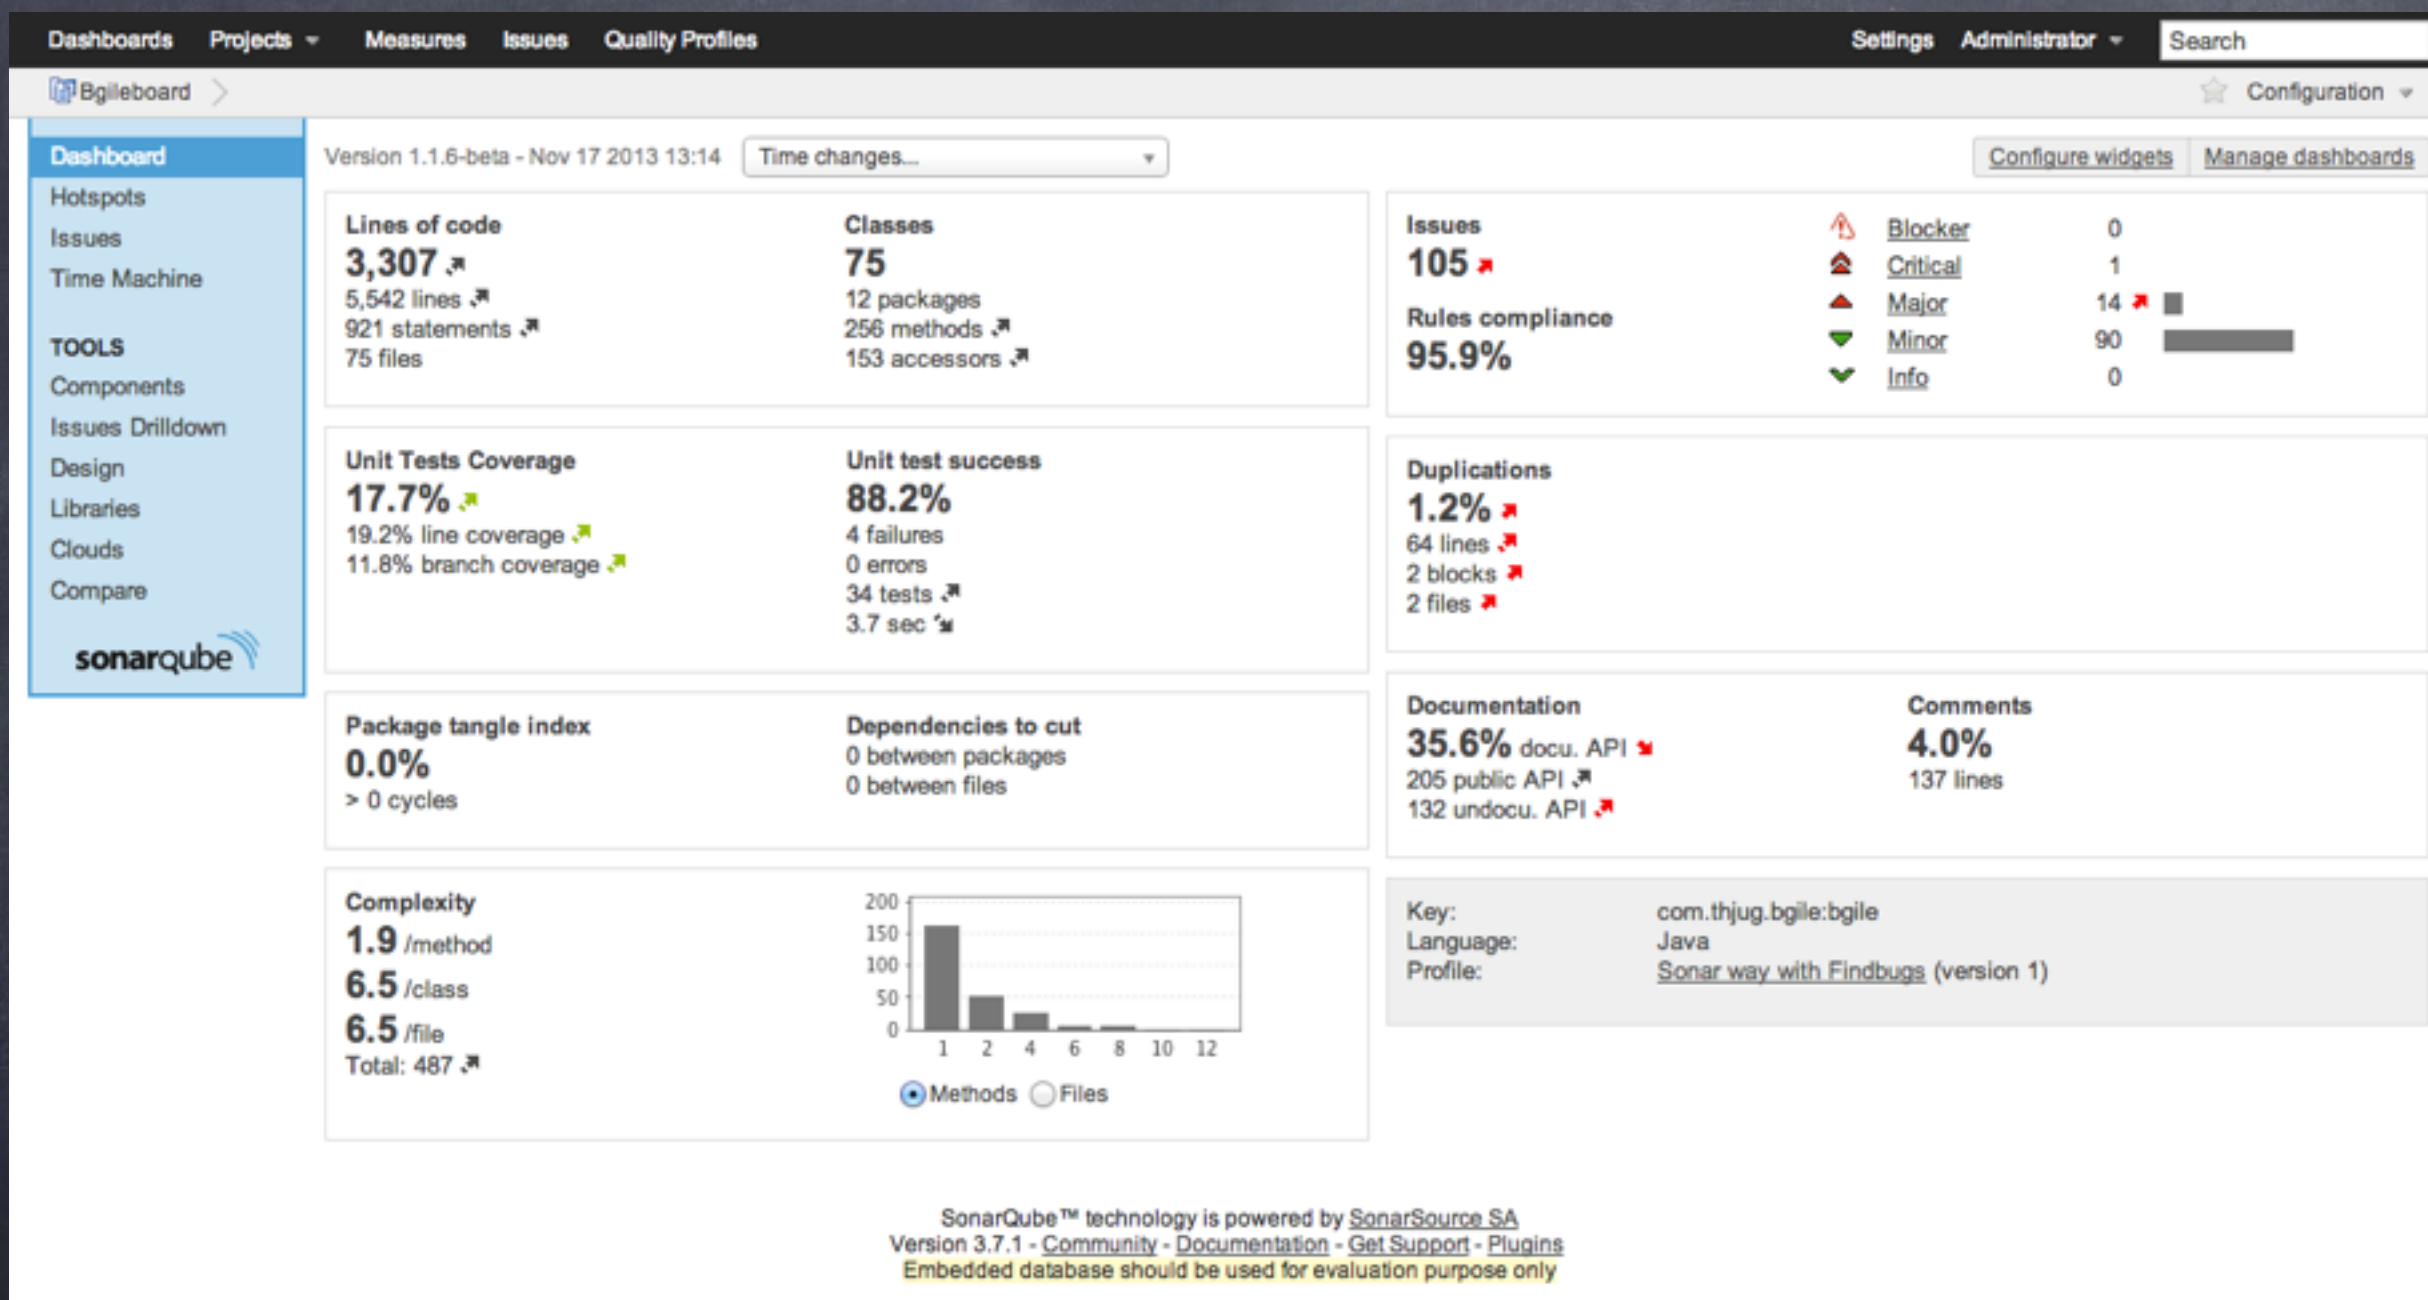 Dashboards Projects Measures Issues Quality Profiles Settings Administrator Search
Bgileboard Configuration
Dashboard
Hotspots
Issues
Time Machine
TOOLS
Components
Issues Drilldown
Design
Libraries
Clouds
Compare
sonarqube
Version 1.1.6-beta - Nov 17 2013 13:14 Time changes... Configure widgets Manage dashboards
Lines of code
3,307
5,542 lines
921 statements
75 files
Classes
75
12 packages
256 methods
153 accessors
Unit Tests Coverage
17.7%
19.2% line coverage
11.8% branch coverage
Unit test success
88.2%
4 failures
0 errors
34 tests
3.7 sec
Package tangle index
0.0%
> 0 cycles
Dependencies to cut
0 between packages
0 between files
Complexity
1.9 /method
6.5 /class
6.5 /file
Total: 487
200
150
100
50
0
1 2 4 6 8 10 12
Methods Files
Issues
105
Rules compliance
95.9%
Blocker 0
Critical 1
Major 14
Minor 90
Info 0
Duplications
1.2%
64 lines
2 blocks
2 files
Documentation
35.6% docu. API
205 public API
132 undocu. API
Comments
4.0%
137 lines
Key: com.thjug.bgile:bgile
Language: Java
Profile: Sonar way with Findbugs (version 1)
SonarQube™ technology is powered by SonarSource SA
Version 3.7.1 - Community - Documentation - Get Support - Plugins
Embedded database should be used for evaluation purpose only